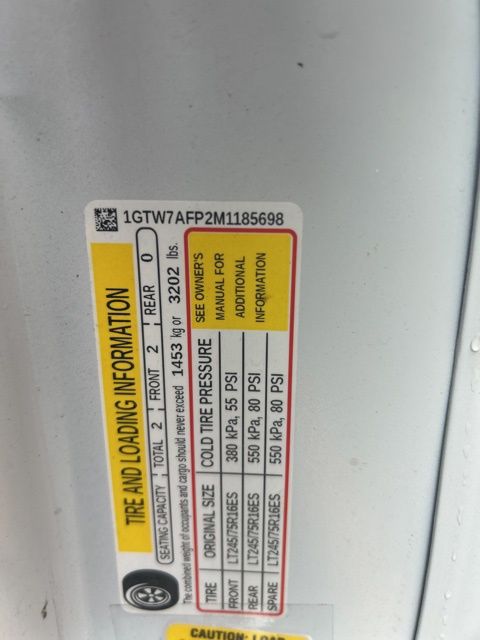 1GTW7AFP2M1185698
TIRE AND LOADING INFORMATION
SEATING CAPACITY TOTAL 2 FRONT 2 REAR 0
The combined weight of occupants and cargo should never exceed 1453 kg or 3202 lbs.
TIRE ORIGINAL SIZE COLD TIRE PRESSURE
FRONT LT245/75R16ES 380 kPa, 55 PSI
REAR LT245/75R16ES 550 kPa, 80 PSI
SPARE LT245/75R16ES 550 kPa, 80 PSI
SEE OWNER'S
MANUAL FOR
ADDITIONAL
INFORMATION
CAUTION: LOAD